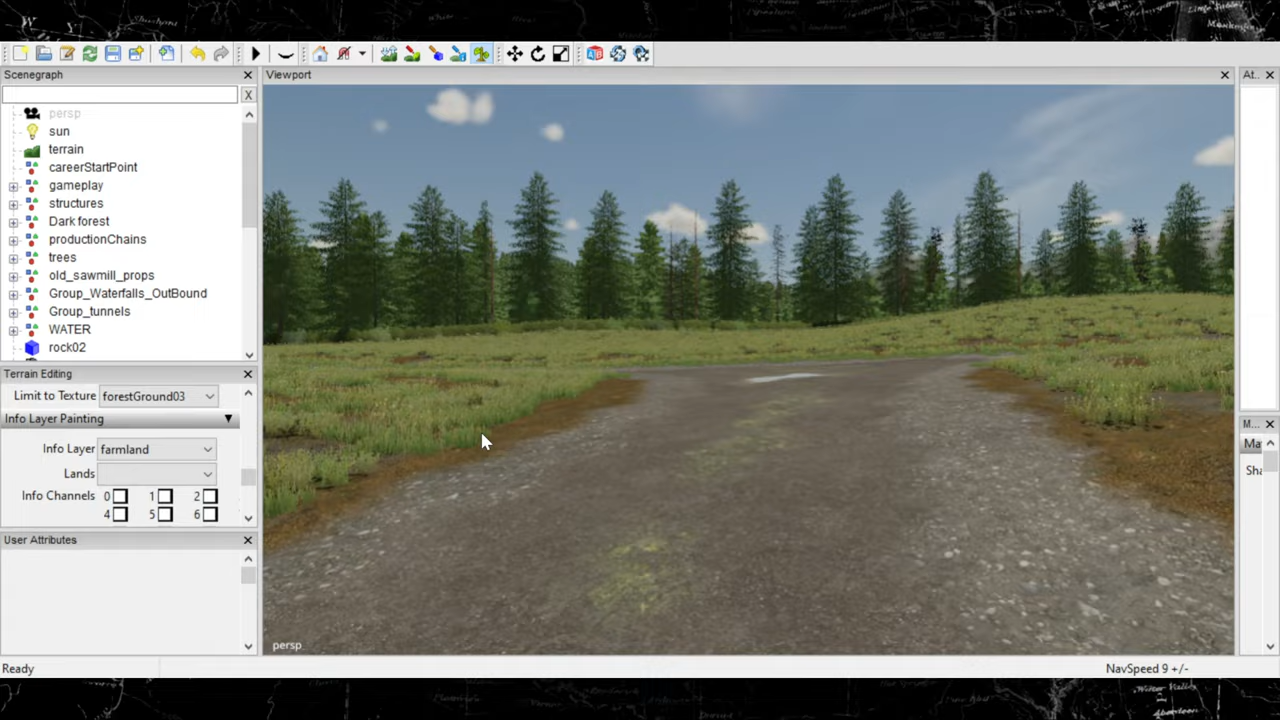 Scenegraph
Viewport
At..
X
persp
sun
terrain
careerStartPoint
gameplay
structures
Dark forest
productionChains
trees
old_sawmill_props
Group_Waterfalls_OutBound
Group_tunnels
WATER
rock02
Terrain Editing
Limit to Texture forestGround03
Info Layer Painting
Info Layer farmland
Lands
Info Channels 0 1 2
4 5 6
User Attributes
M...
Ma
Sha
persp
Ready
NavSpeed 9 +/-